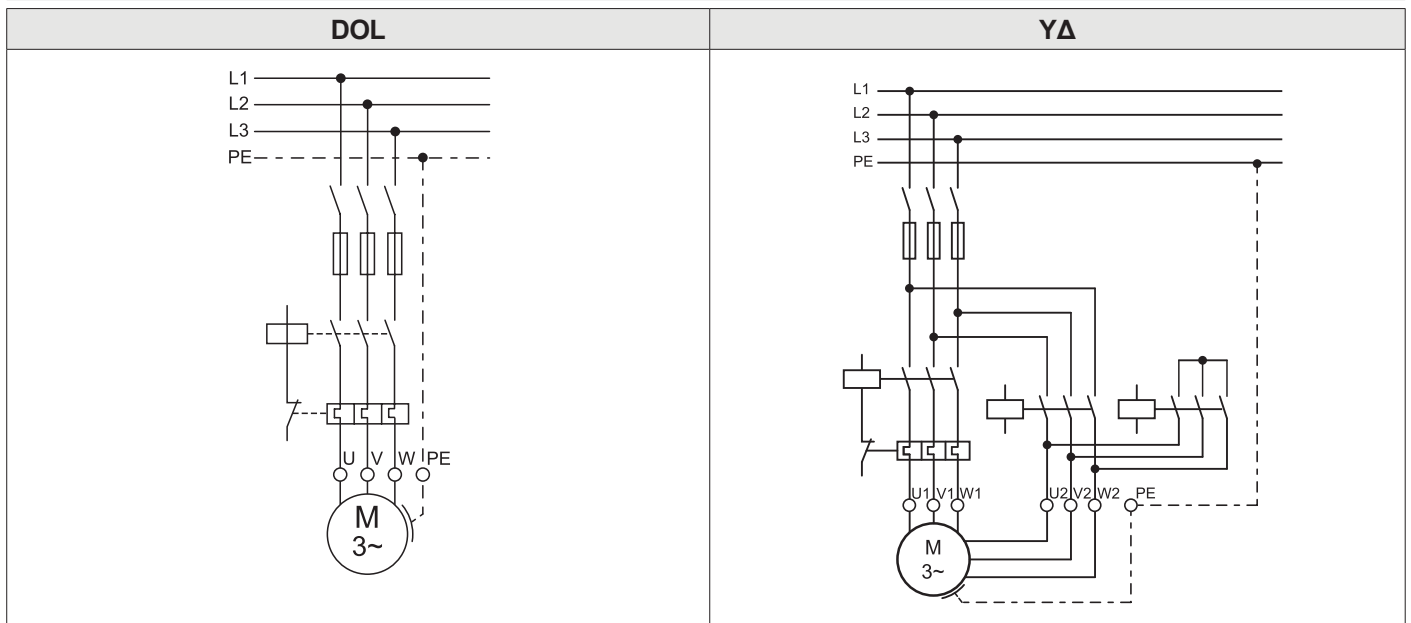 DOL
YΔ
L1
L2
L3
PE
U V W PE
M
3~
L1
L2
L3
PE
U1 V1 W1 U2 V2 W2 PE
M
3~